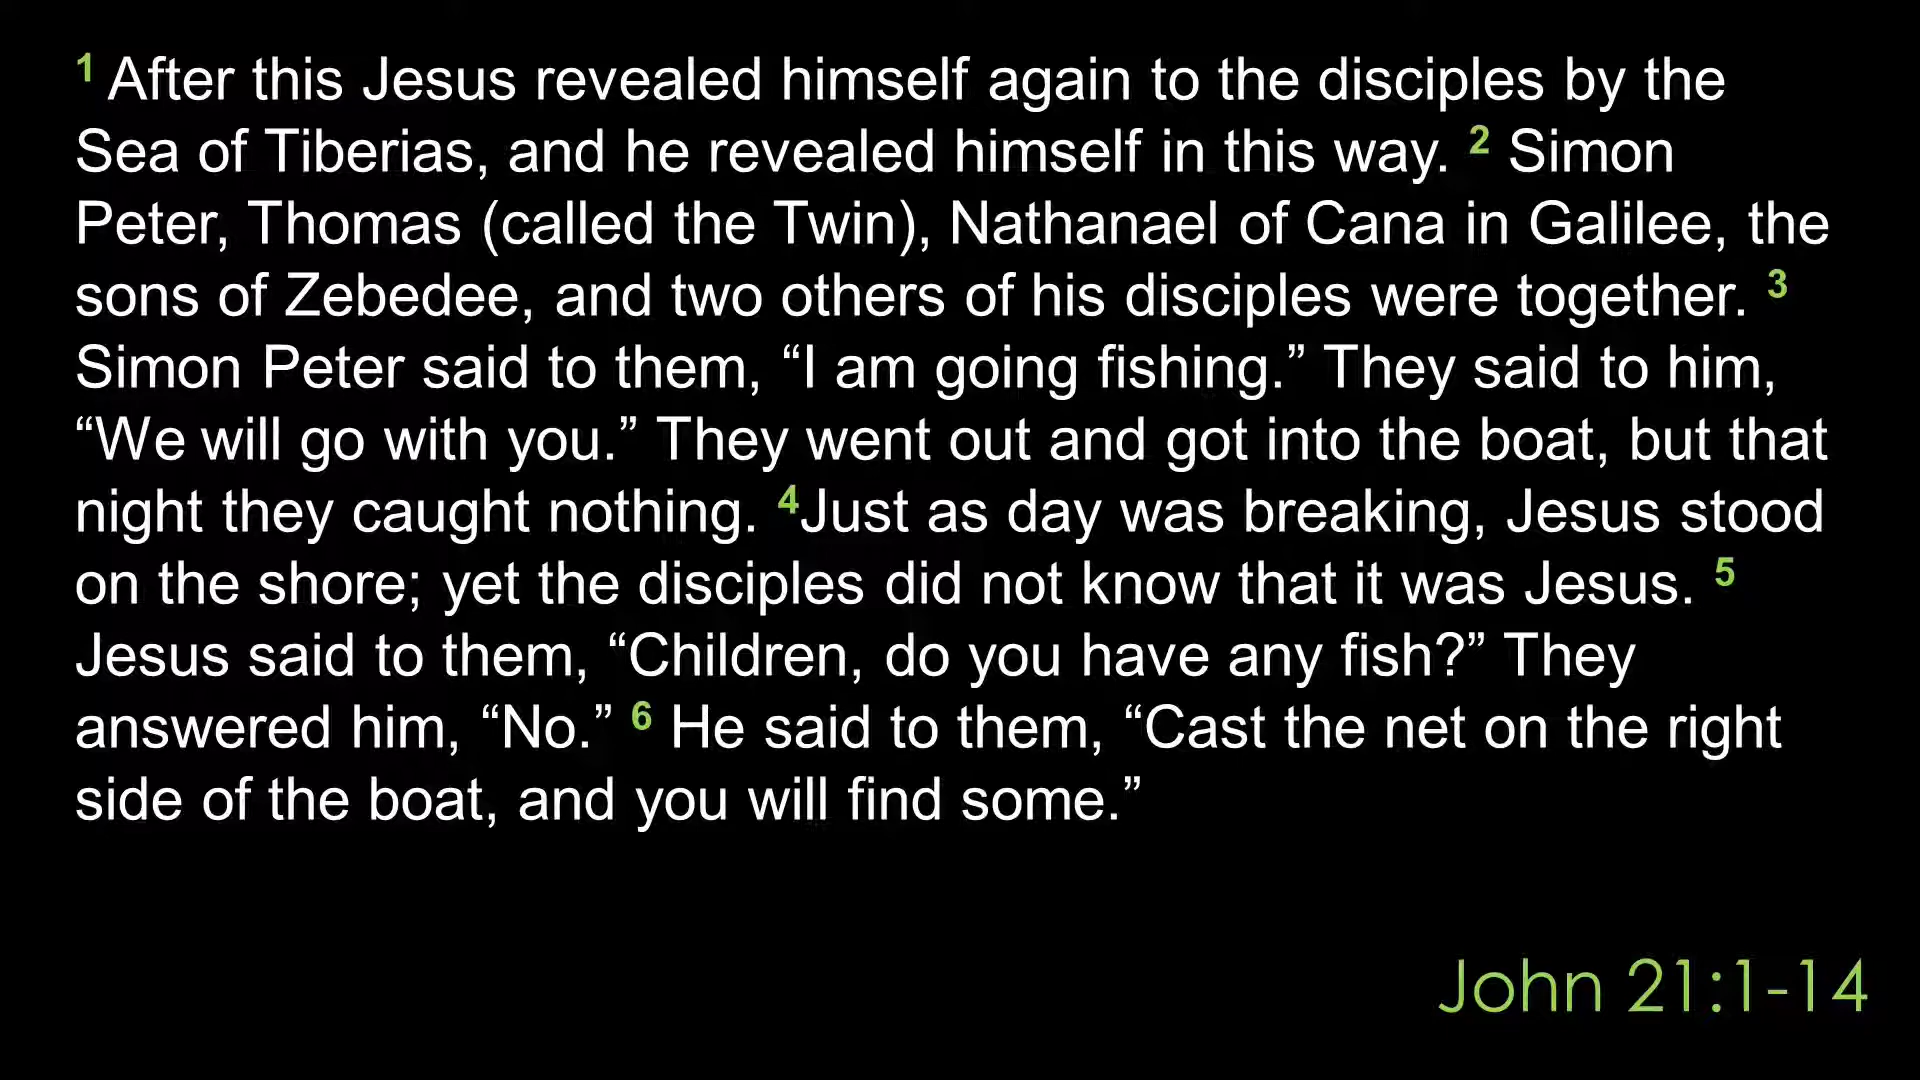 1 After this Jesus revealed himself again to the disciples by the
Sea of Tiberias, and he revealed himself in this way. 2 Simon
Peter, Thomas (called the Twin), Nathanael of Cana in Galilee, the
sons of Zebedee, and two others of his disciples were together. 3
Simon Peter said to them, “I am going fishing.” They said to him,
“We will go with you.” They went out and got into the boat, but that
night they caught nothing. 4Just as day was breaking, Jesus stood
on the shore; yet the disciples did not know that it was Jesus. 5
Jesus said to them, “Children, do you have any fish?” They
answered him, “No.” 6 He said to them, “Cast the net on the right
side of the boat, and you will find some.”
John 21:1-14